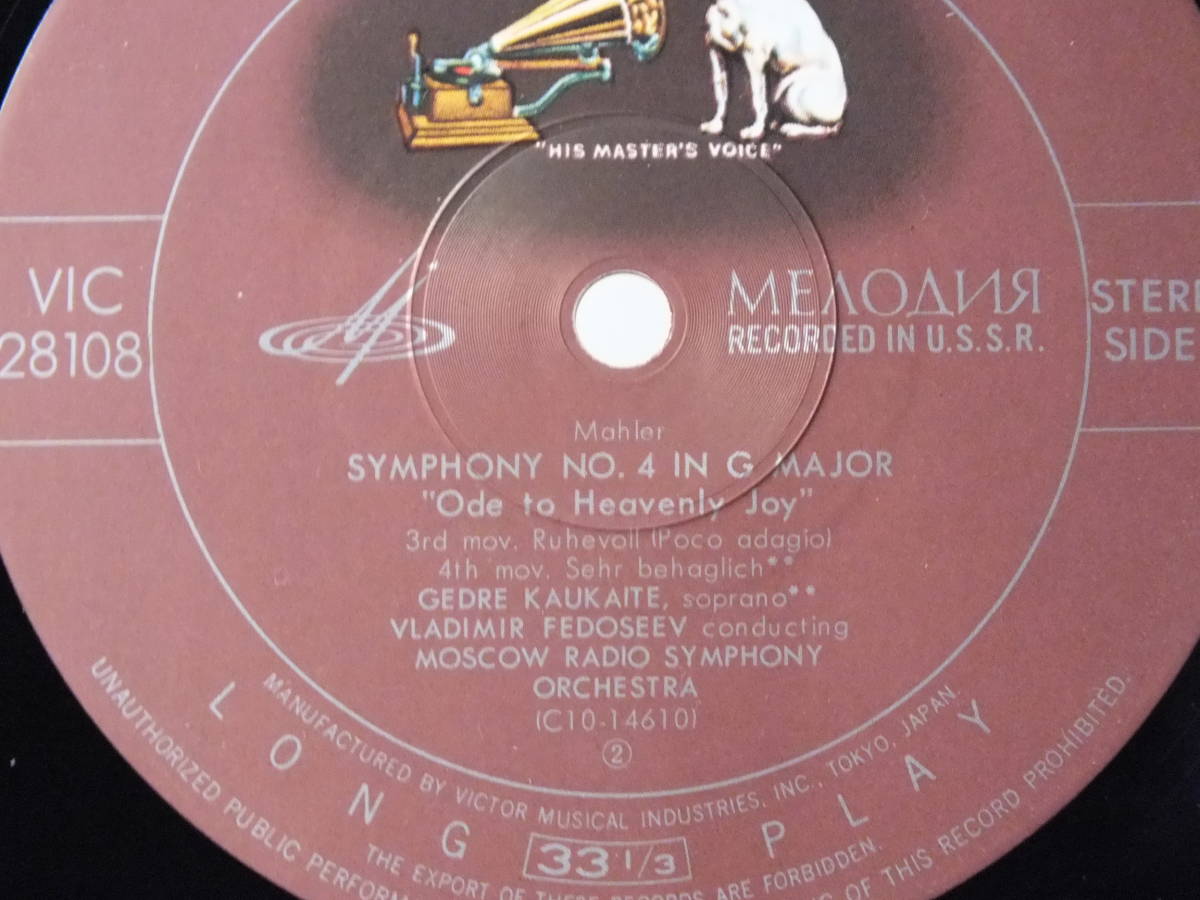 "HIS MASTER'S VOICE"
VIC
28108
МЕЛОДИЯ
RECORDED IN U.S.S.R.
STERE
SIDE
Mahler
SYMPHONY NO. 4 IN G MAJOR
"Ode to Heavenly Joy"
3rd mov. Ruhevoll (Poco adagio)
4th mov. Sehr behaglich**
GEDRE KAUKAITE, soprano**
VLADIMIR FEDOSEEV conducting
MOSCOW RADIO SYMPHONY
ORCHESTRA
(C10-14610)
②
MANUFACTURED BY VICTOR MUSICAL INDUSTRIES, INC., TOKYO, JAPAN.
LONG PLAY
33 1/3
THE EXPORT OF THESE RECORDS ARE FORBIDDEN.
UNAUTHORIZED PUBLIC PERFORM
OF THIS RECORD PROHIBITED.